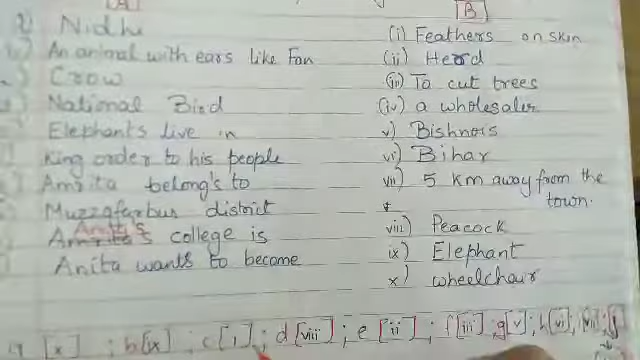 A B
a) Nidhi (i) Feathers on skin
b) An animal with ears like Fan (ii) Herd
Crow (iii) To cut trees
National Bird (iv) a wholesaler
Elephants live in v) Bishnois
King order to his people vi) Bihar
Amrita belong's to vii) 5 km away from the town.
Muzzafarbus district viii) Peacock
Anita's college is ix) Elephant
Anita wants to become x) wheelchair
[x] ; b[ix] ; c[i] ; d[viii] ; e[ii] ; f[iii] ; g[v] ; h[vi] ; i[vii] ; j